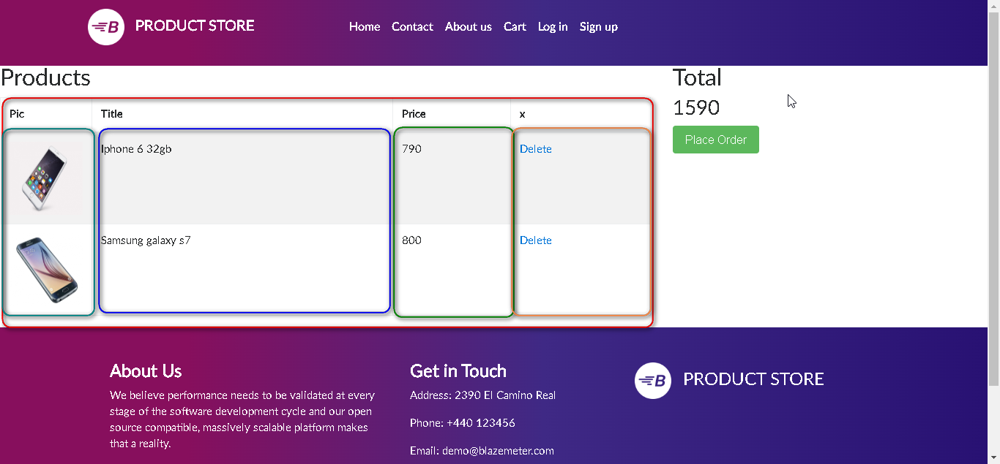 B PRODUCT STORE Home Contact About us Cart Log in Sign up
Products
Total
1590
Place Order
Pic Title Price x
Iphone 6 32gb 790 Delete
Samsung galaxy s7 800 Delete
About Us
We believe performance needs to be validated at every
stage of the software development cycle and our open
source compatible, massively scalable platform makes
that a reality.
Get in Touch
Address: 2390 El Camino Real
Phone: +440 123456
Email: demo@blazemeter.com
B PRODUCT STORE